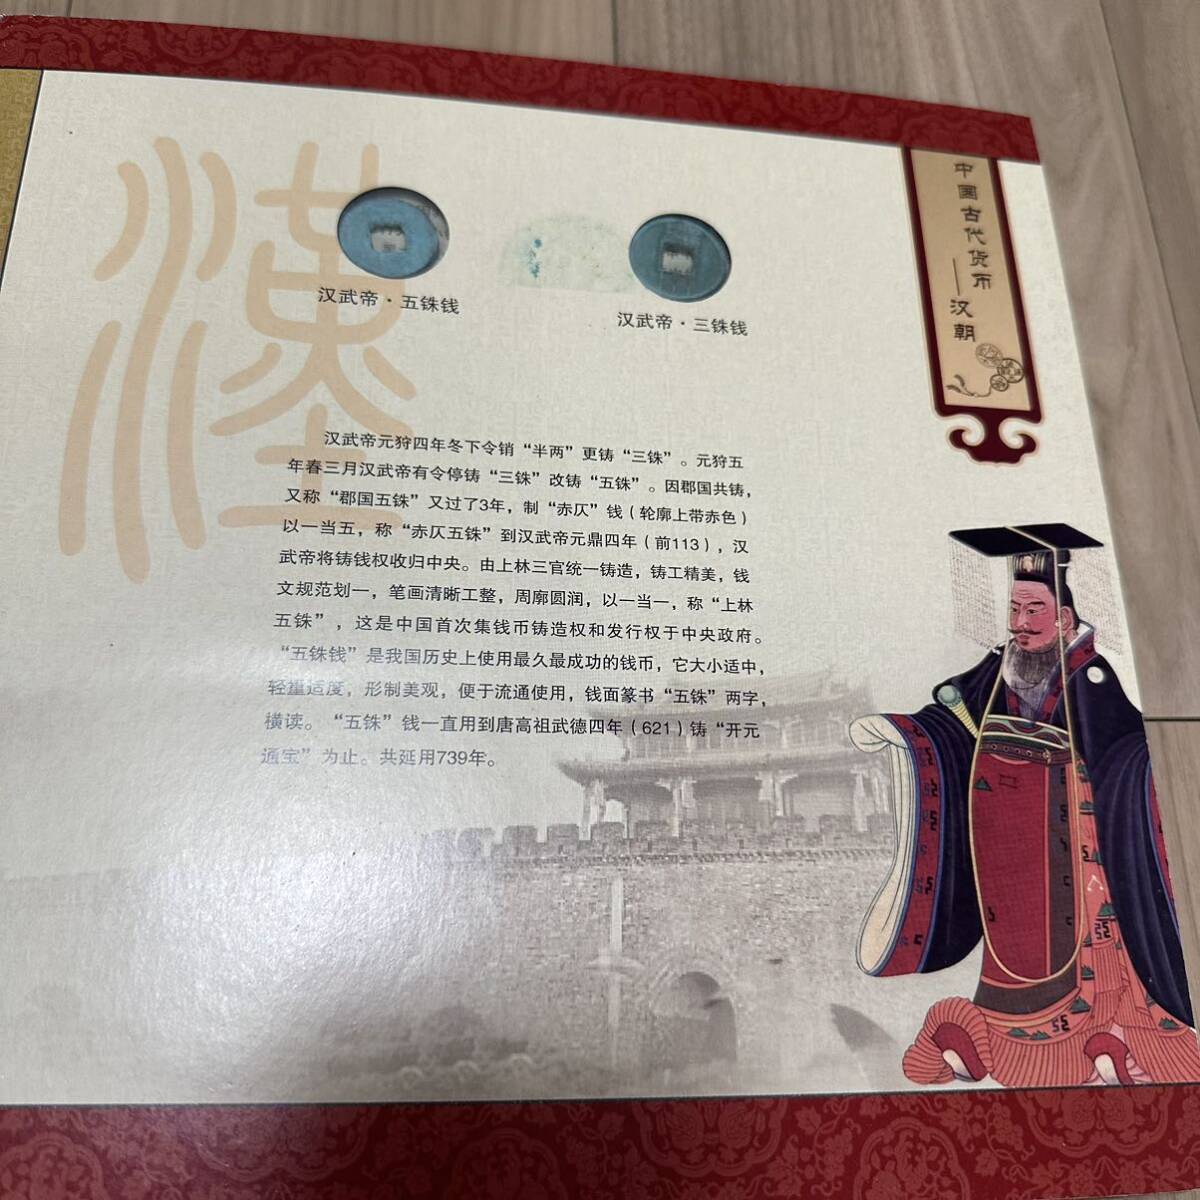 漢
中国古代货币——汉朝
汉武帝·五铢钱
汉武帝·三铢钱
汉武帝元狩四年冬下令销“半两”更铸“三铢”。元狩五
年春三月汉武帝有令停铸“三铢”改铸“五铢”。因郡国共铸，
又称“郡国五铢”又过了3年，制“赤仄”钱（轮廓上带赤色）
以一当五，称“赤仄五铢”到汉武帝元鼎四年（前113），汉
武帝将铸钱权收归中央。由上林三官统一铸造，铸工精美，钱
文规范划一，笔画清晰工整，周廓圆润，以一当一，称“上林
五铢”，这是中国首次集钱币铸造权和发行权于中央政府。
“五铢钱”是我国历史上使用最久最成功的钱币，它大小适中，
轻重适度，形制美观，便于流通使用，钱面篆书“五铢”两字，
横读。“五铢”钱一直用到唐高祖武德四年（621）铸“开元
通宝”为止。共延用739年。